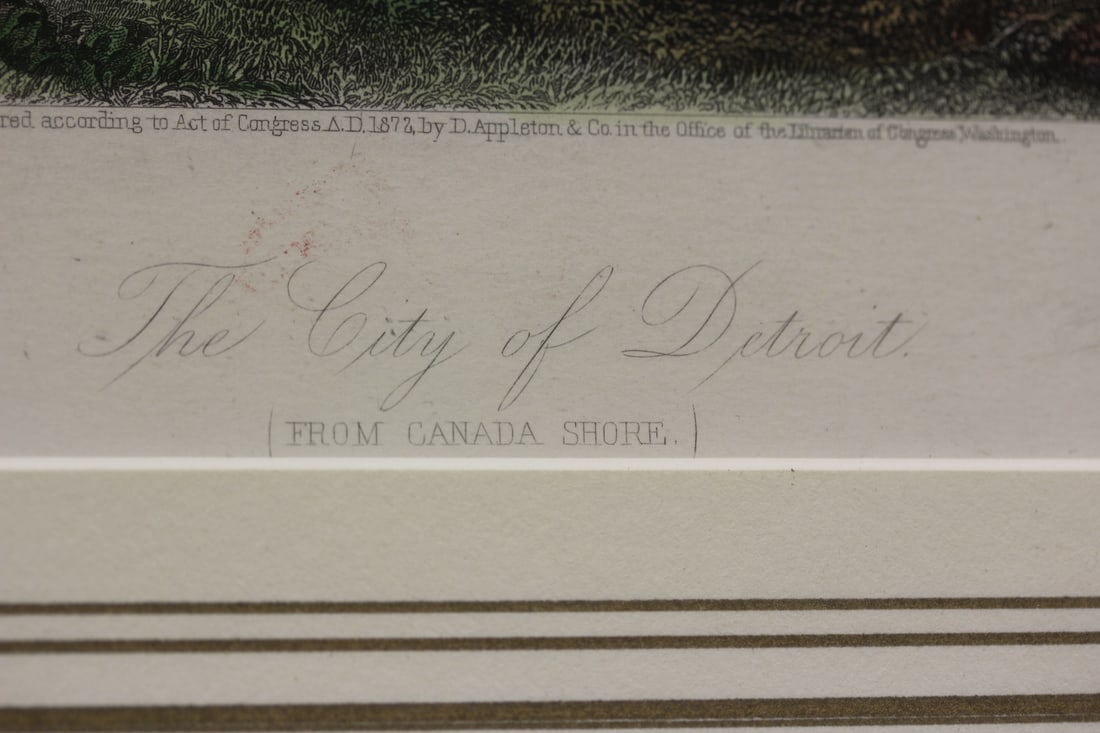 red according to Act of Congress A.D. 1872, by D. Appleton & Co. in the Office of the Librarian of Congress, Washington.
The City of Detroit.
(FROM CANADA SHORE.)